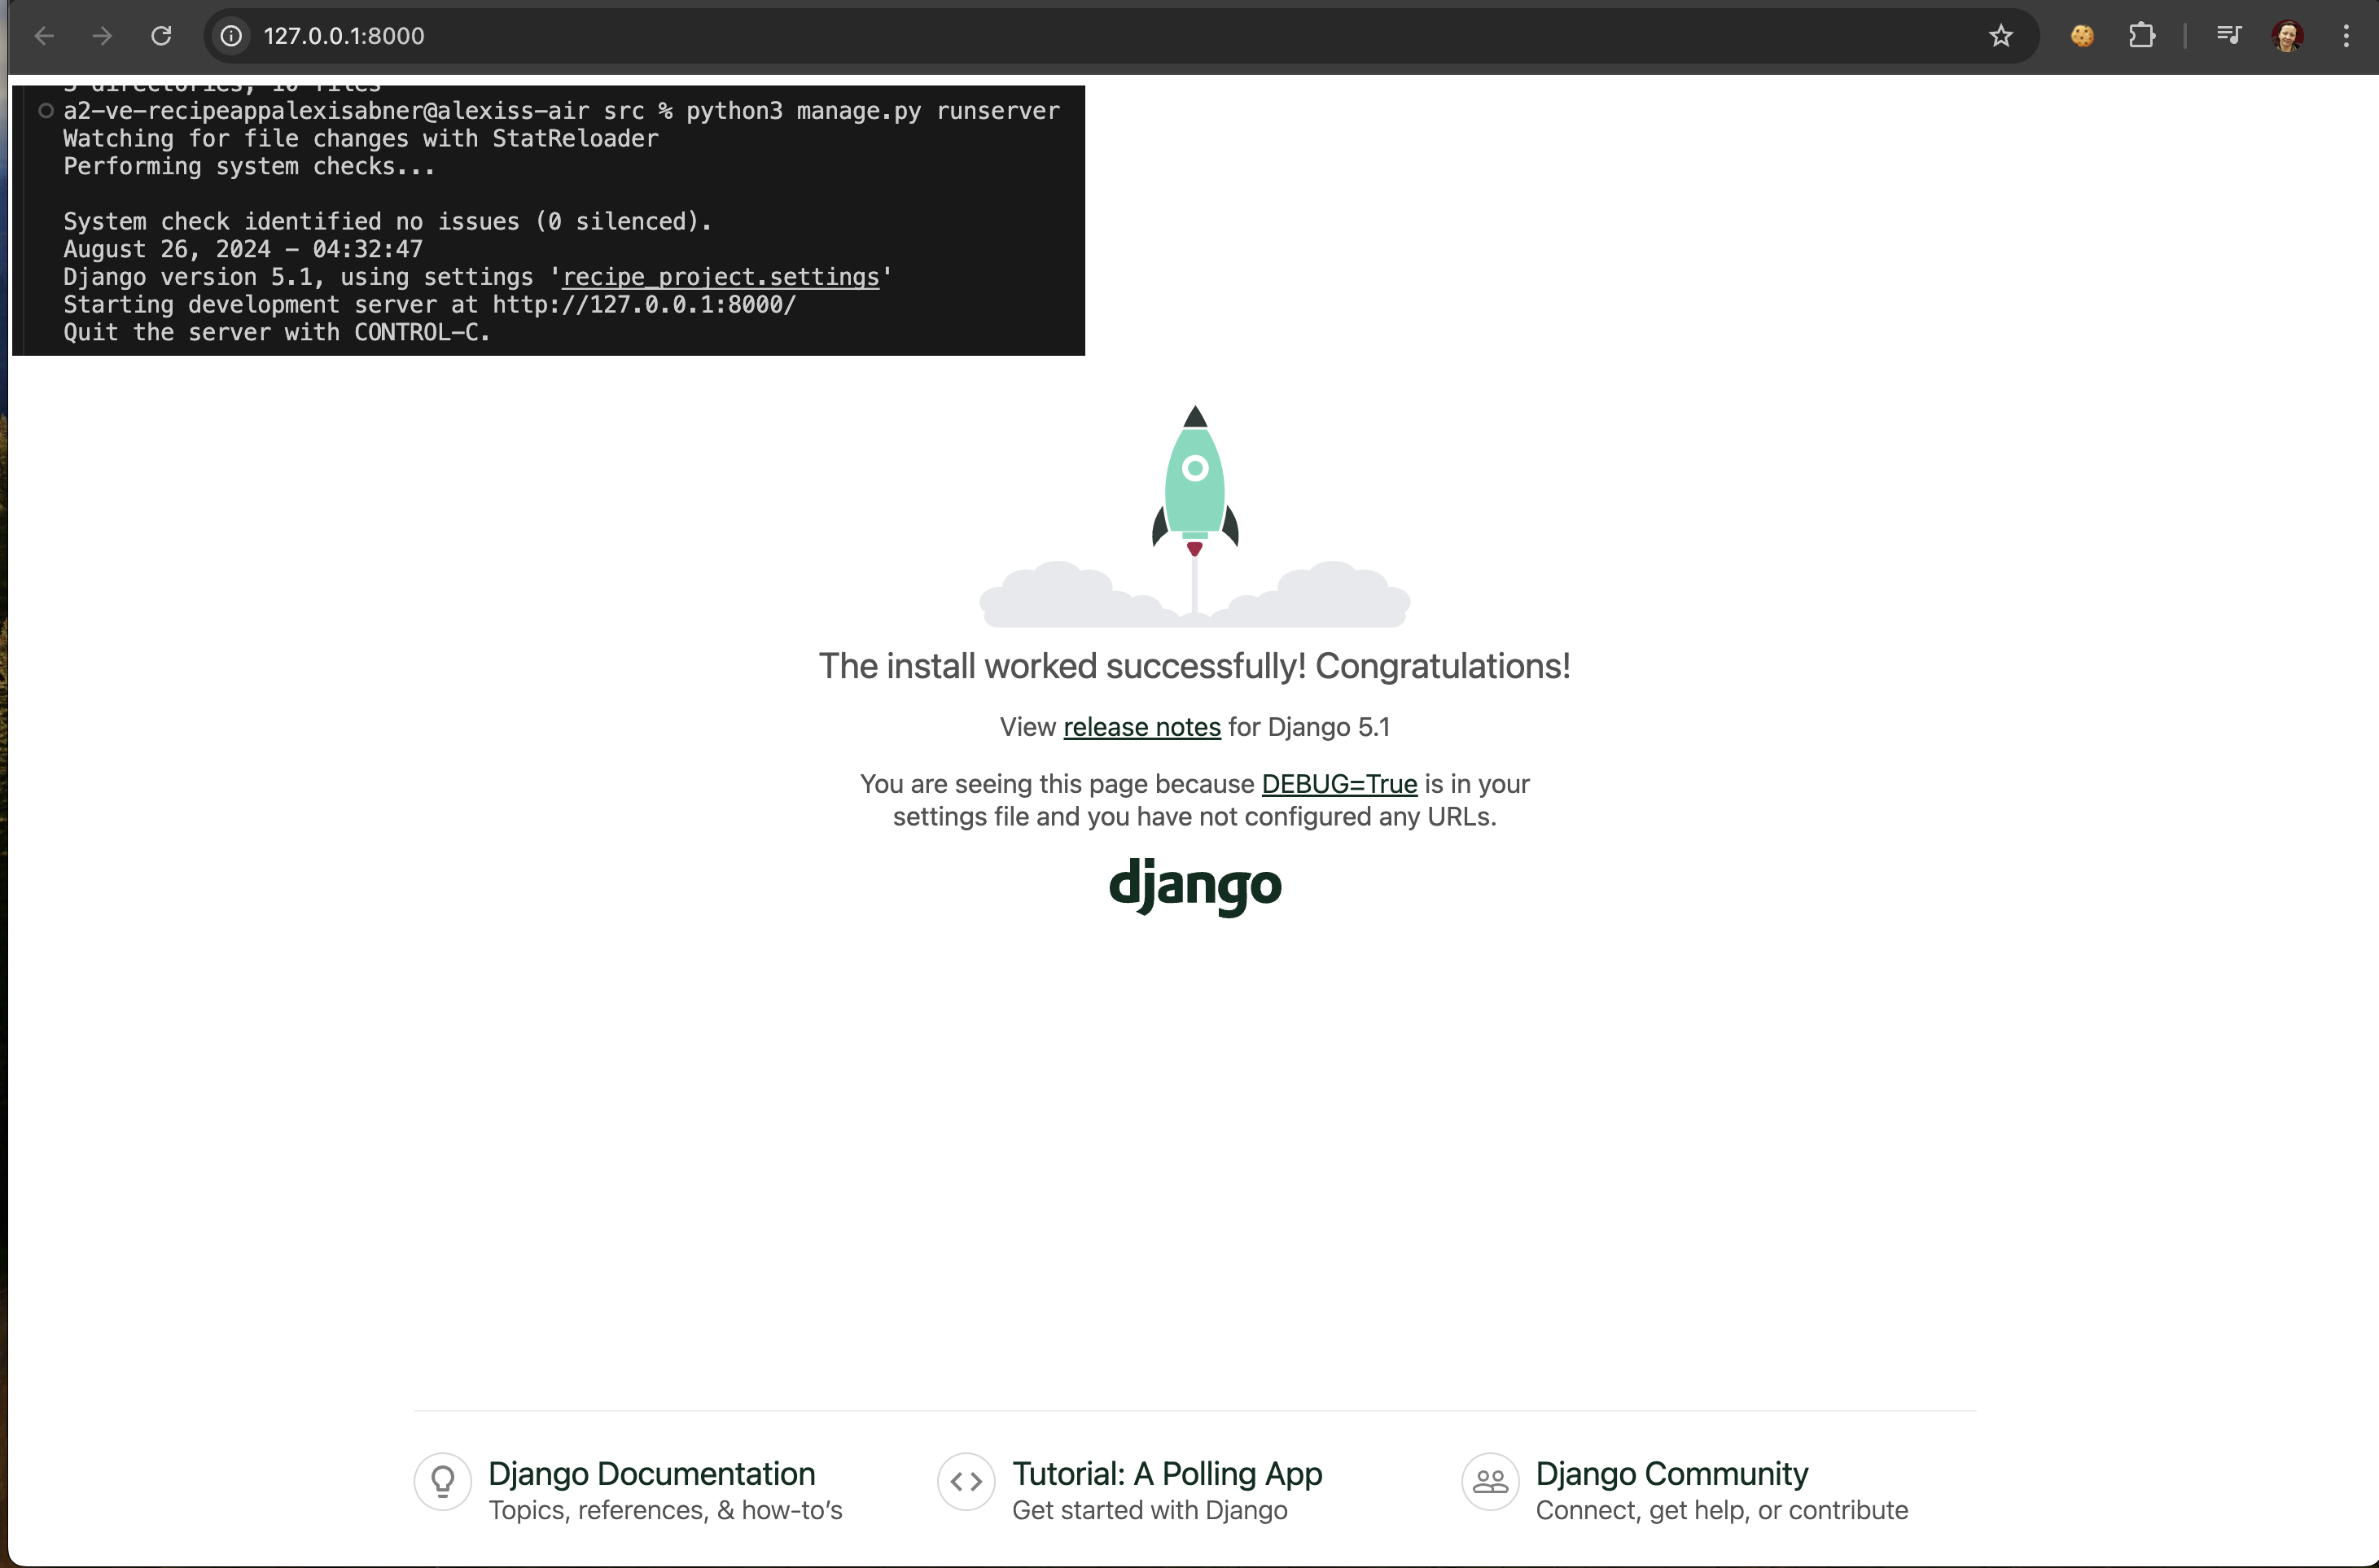 127.0.0.1:8000
5 directories, 10 files
a2-ve-recipeappalexisabner@alexiss-air src % python3 manage.py runserver
Watching for file changes with StatReloader
Performing system checks...
System check identified no issues (0 silenced).
August 26, 2024 - 04:32:47
Django version 5.1, using settings 'recipe_project.settings'
Starting development server at http://127.0.0.1:8000/
Quit the server with CONTROL-C.
The install worked successfully! Congratulations!
View release notes for Django 5.1
You are seeing this page because DEBUG=True is in your
settings file and you have not configured any URLs.
django
Django Documentation
Topics, references, & how-to’s
Tutorial: A Polling App
Get started with Django
Django Community
Connect, get help, or contribute